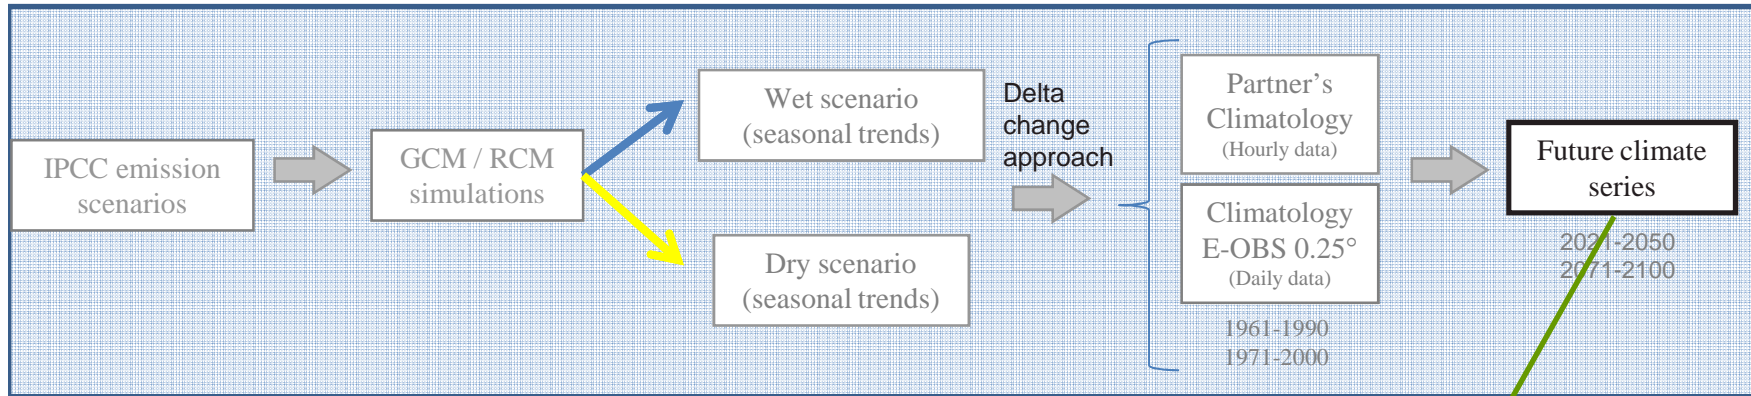 IPCC emission
scenarios
GCM / RCM
simulations
Wet scenario
(seasonal trends)
Dry scenario
(seasonal trends)
Delta
change
approach
Partner’s
Climatology
(Hourly data)
Climatology
E-OBS 0.25°
(Daily data)
1961-1990
1971-2000
Future climate
series
2021-2050
2071-2100